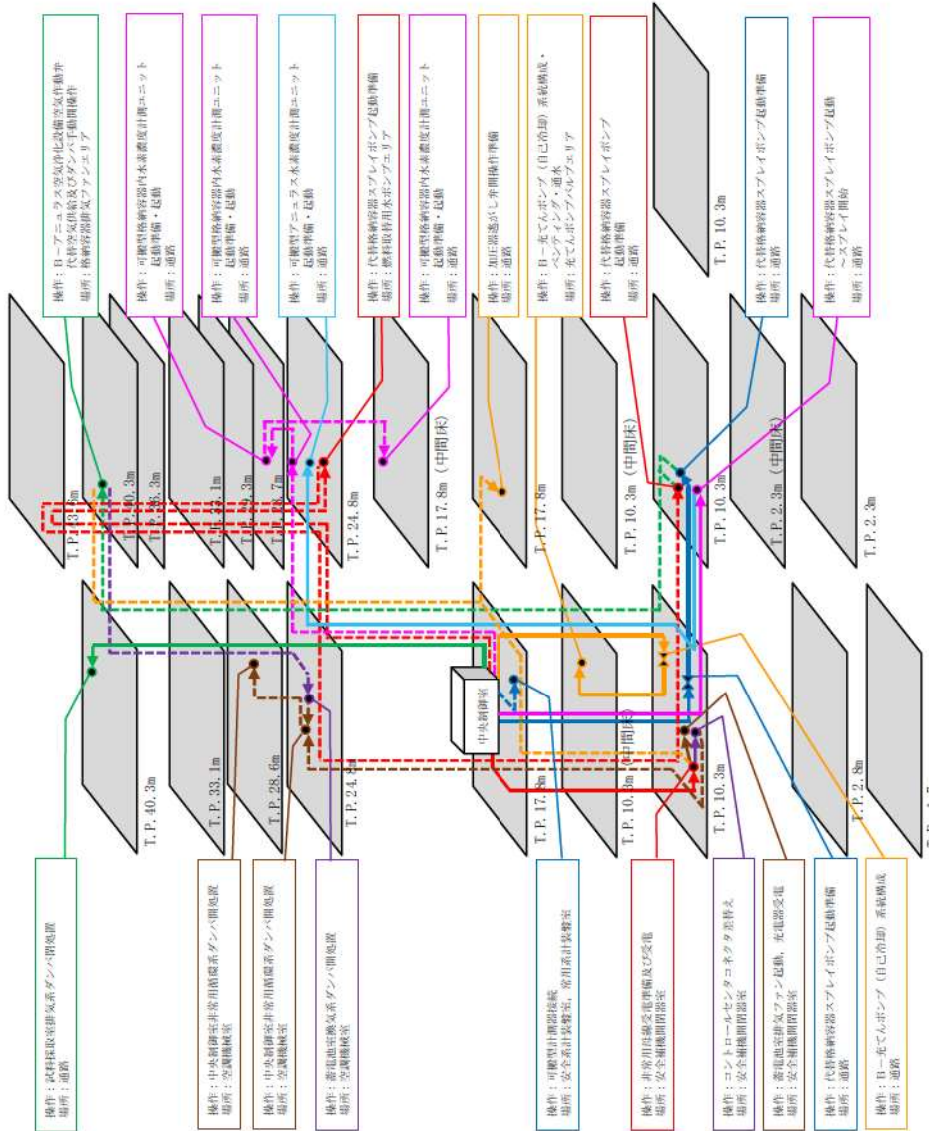 操作：B－アニュラス空気浄化設備空気作動弁
代替空気供給及びダンパ手動開操作
場所：格納容器排気ファンエリア
操作：可搬型格納容器内水素濃度計測ユニット
起動準備・起動
場所：通路
操作：可搬型格納容器内水素濃度計測ユニット
起動準備・起動
場所：通路
操作：可搬型アニュラス水素濃度計測ユニット
起動準備・起動
場所：通路
操作：代替格納容器スプレイポンプ起動準備
場所：燃料取替用水ポンプエリア
操作：可搬型格納容器内水素濃度計測ユニット
起動準備・起動
場所：通路
操作：加圧器逃がし弁開操作準備
場所：通路
操作：B－充てんポンプ（自己冷却）系統構成・
ベンティング・通水
場所：充てんポンプバルブエリア
操作：代替格納容器スプレイポンプ
起動準備
場所：通路
操作：代替格納容器スプレイポンプ起動準備
場所：通路
操作：代替格納容器スプレイポンプ起動
～スプレイ開始
場所：通路
T.P.40.3m
T.P.33.1m
T.P.24.8m
T.P.17.8m（中間床）
T.P.17.8m
T.P.10.3m（中間床）
T.P.10.3m
T.P.2.3m（中間床）
T.P.2.3m
T.P.10.3m
T.P.40.3m
T.P.33.1m
T.P.28.6m
T.P.24.8m
中央制御室
T.P.17.8m
T.P.10.3m（中間床）
T.P.10.3m
T.P.2.8m
操作：試料採取室排気系ダンパ閉処置
場所：通路
操作：中央制御室非常用循環系ダンパ開処置
場所：空調機械室
操作：中央制御室非常用循環系ダンパ開処置
場所：空調機械室
操作：蓄電池室換気系ダンパ開処置
場所：空調機械室
操作：可搬型計測器接続
場所：安全系計装盤室，常用系計装盤室
操作：非常用母線受電準備及び受電
場所：安全補機開閉器室
操作：コントロールセンタコネクタ差替え
場所：安全補機開閉器室
操作：蓄電池室排気ファン起動，充電器受電
場所：安全補機開閉器室
操作：代替格納容器スプレイポンプ起動準備
場所：通路
操作：B－充てんポンプ（自己冷却）系統構成
場所：通路